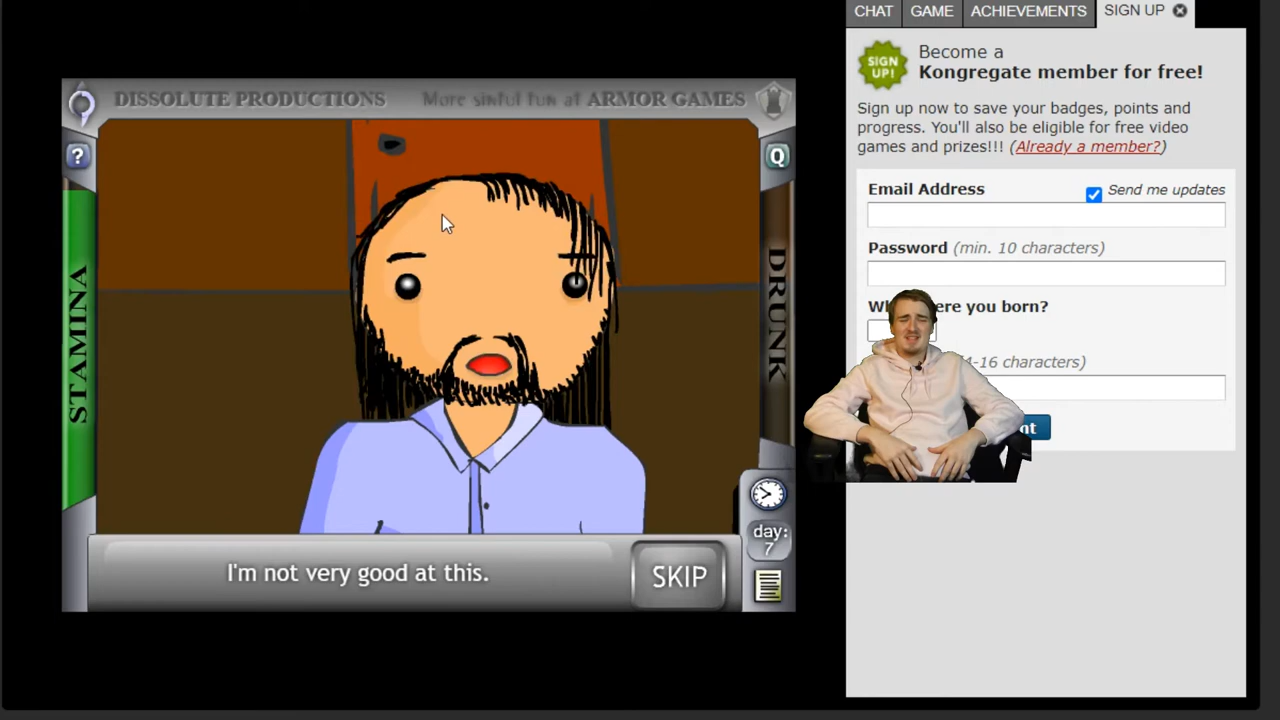 CHAT
GAME
ACHIEVEMENTS
SIGN UP
DISSOLUTE PRODUCTIONS
More sinful fun at ARMOR GAMES
?
Q
STAMINA
DRUNK
day:
7
I'm not very good at this.
SKIP
SIGN
UP!
Become a
Kongregate member for free!
Sign up now to save your badges, points and
progress. You'll also be eligible for free video
games and prizes!!! (Already a member?)
Email Address
Send me updates
Password (min. 10 characters)
ere you born?
-16 characters)